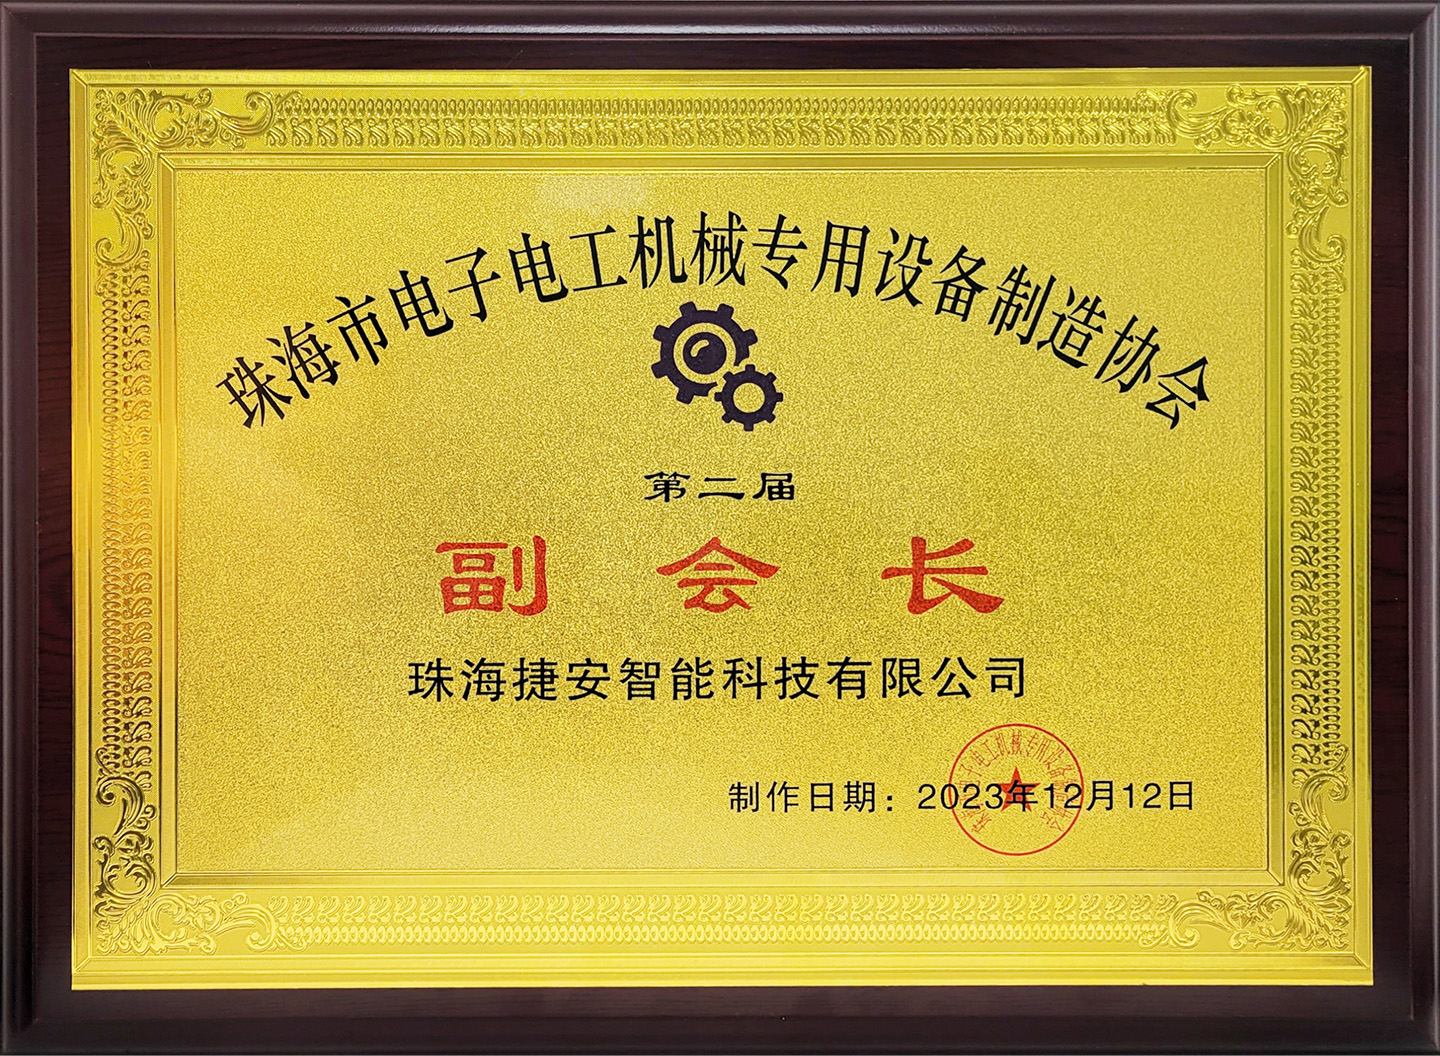 珠海市电子电工机械专用设备制造协会
第二届
副会长
珠海捷安智能科技有限公司
制作日期：2023年12月12日